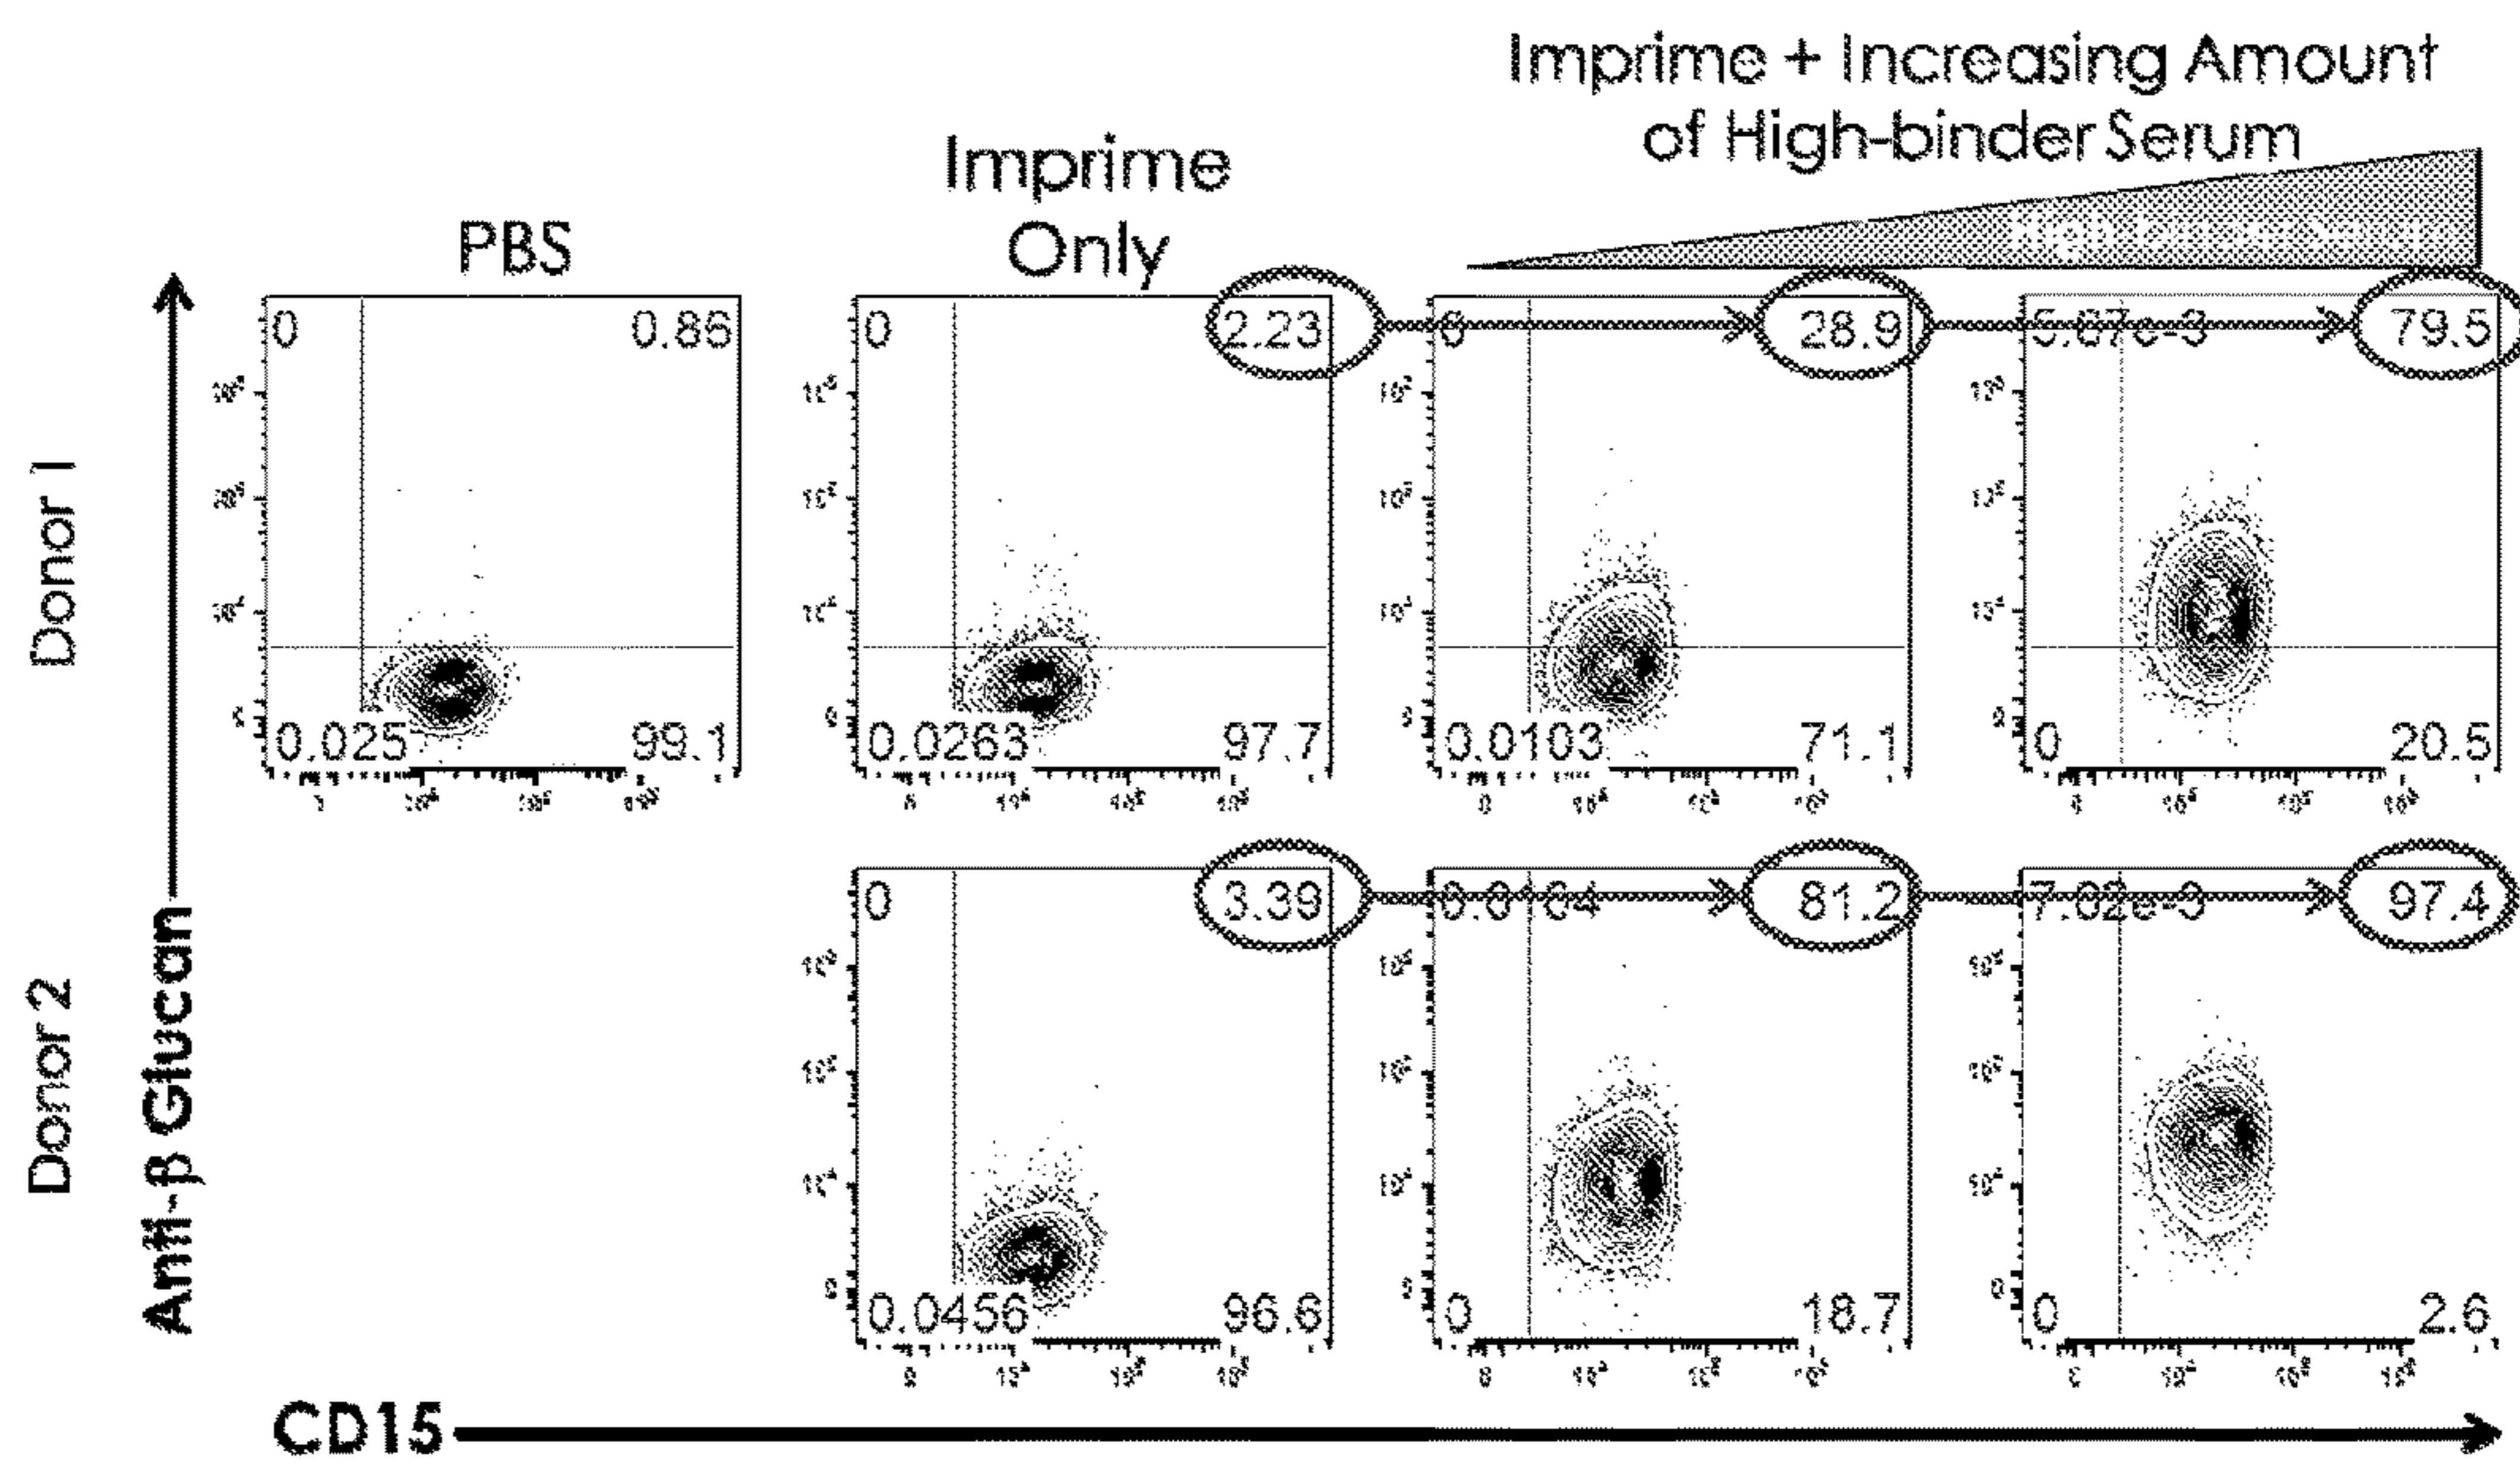 Imprime + Increasing Amount
of High-binder Serum
Imprime
Only
PBS
Donor 1
0
0.86
0.025
99.1
0
2.23
0.0263
97.7
0
28.9
0.0103
71.1
5.67e-3
79.5
0
20.5
Donor 2
Anti-β Glucan
0
3.39
0.0456
96.6
81.2
0
18.7
7.02e-3
97.4
0
2.6
CD15